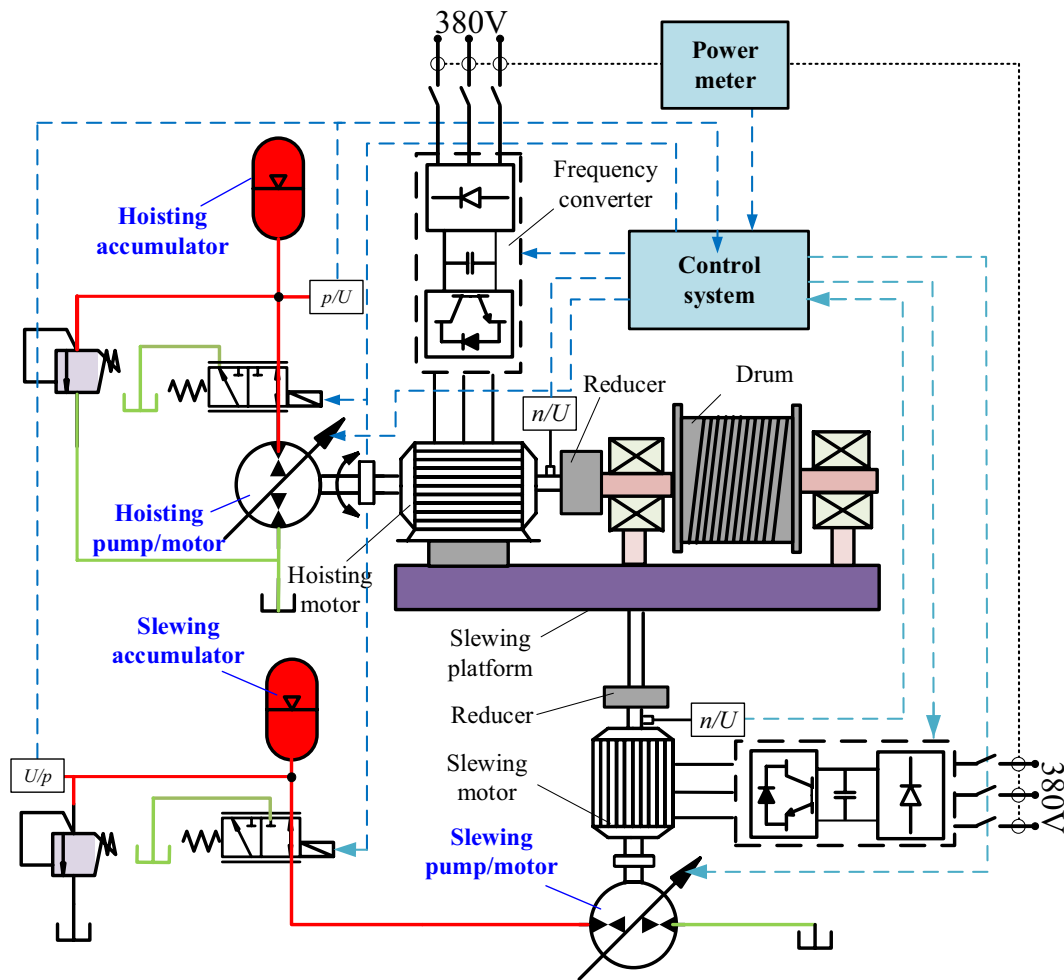 380V
Power
meter
Frequency
converter
Hoisting
accumulator
p/U
Control
system
n/U
Reducer
Drum
Hoisting
pump/motor
Hoisting
motor
Slewing
accumulator
Slewing
platform
Reducer
n/U
U/p
Slewing
motor
380V
Slewing
pump/motor